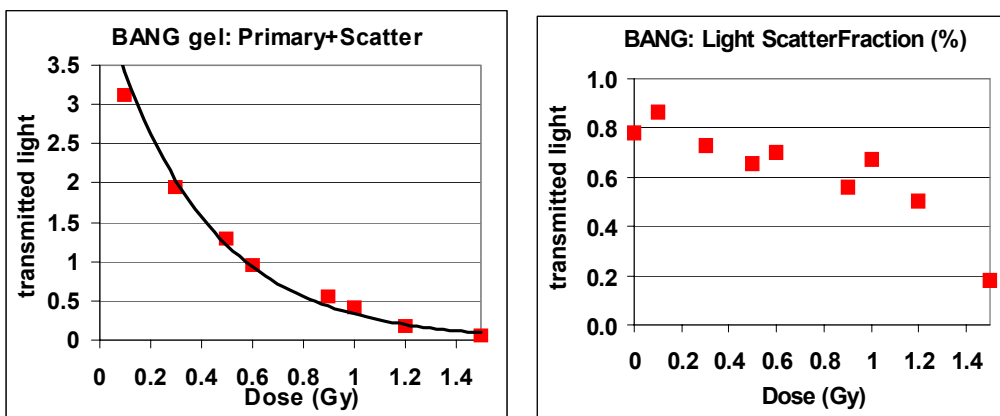 BANG gel: Primary+Scatter
transmitted light
3.5
3
2.5
2
1.5
1
0.5
0
0 0.2 0.4 0.6 0.8 1 1.2 1.4
Dose (Gy)
BANG: Light ScatterFraction (%)
transmitted light
1.0
0.8
0.6
0.4
0.2
0.0
0 0.2 0.4 0.6 0.8 1 1.2 1.4
Dose (Gy)